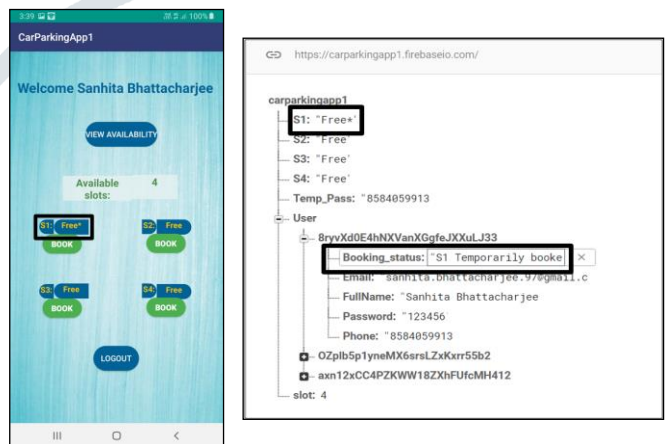 3:39
100%
CarParkingApp1
Welcome Sanhita Bhattacharjee
VIEW AVAILABILITY
Available 4
slots:
S1: Free* S2: Free
BOOK BOOK
S3: Free S4: Free
BOOK BOOK
LOGOUT
https://carparkingapp1.firebaseio.com/
carparkingapp1
S1: "Free*'
S2: "Free'
S3: "Free'
S4: "Free'
Temp_Pass: "8584059913
User
8ryvXd0E4hNXVanXGgfeJXXuLJ33
Booking_status: "S1 Temporarily booke
Email: "sanhita.bhattacharjee.97@gmail.c
FullName: "Sanhita Bhattacharjee
Password: "123456
Phone: "8584059913
OZplb5p1yneMX6srsLZxKxrr55b2
axn12xCC4PZKWW18ZXhFUfcMH412
slot: 4